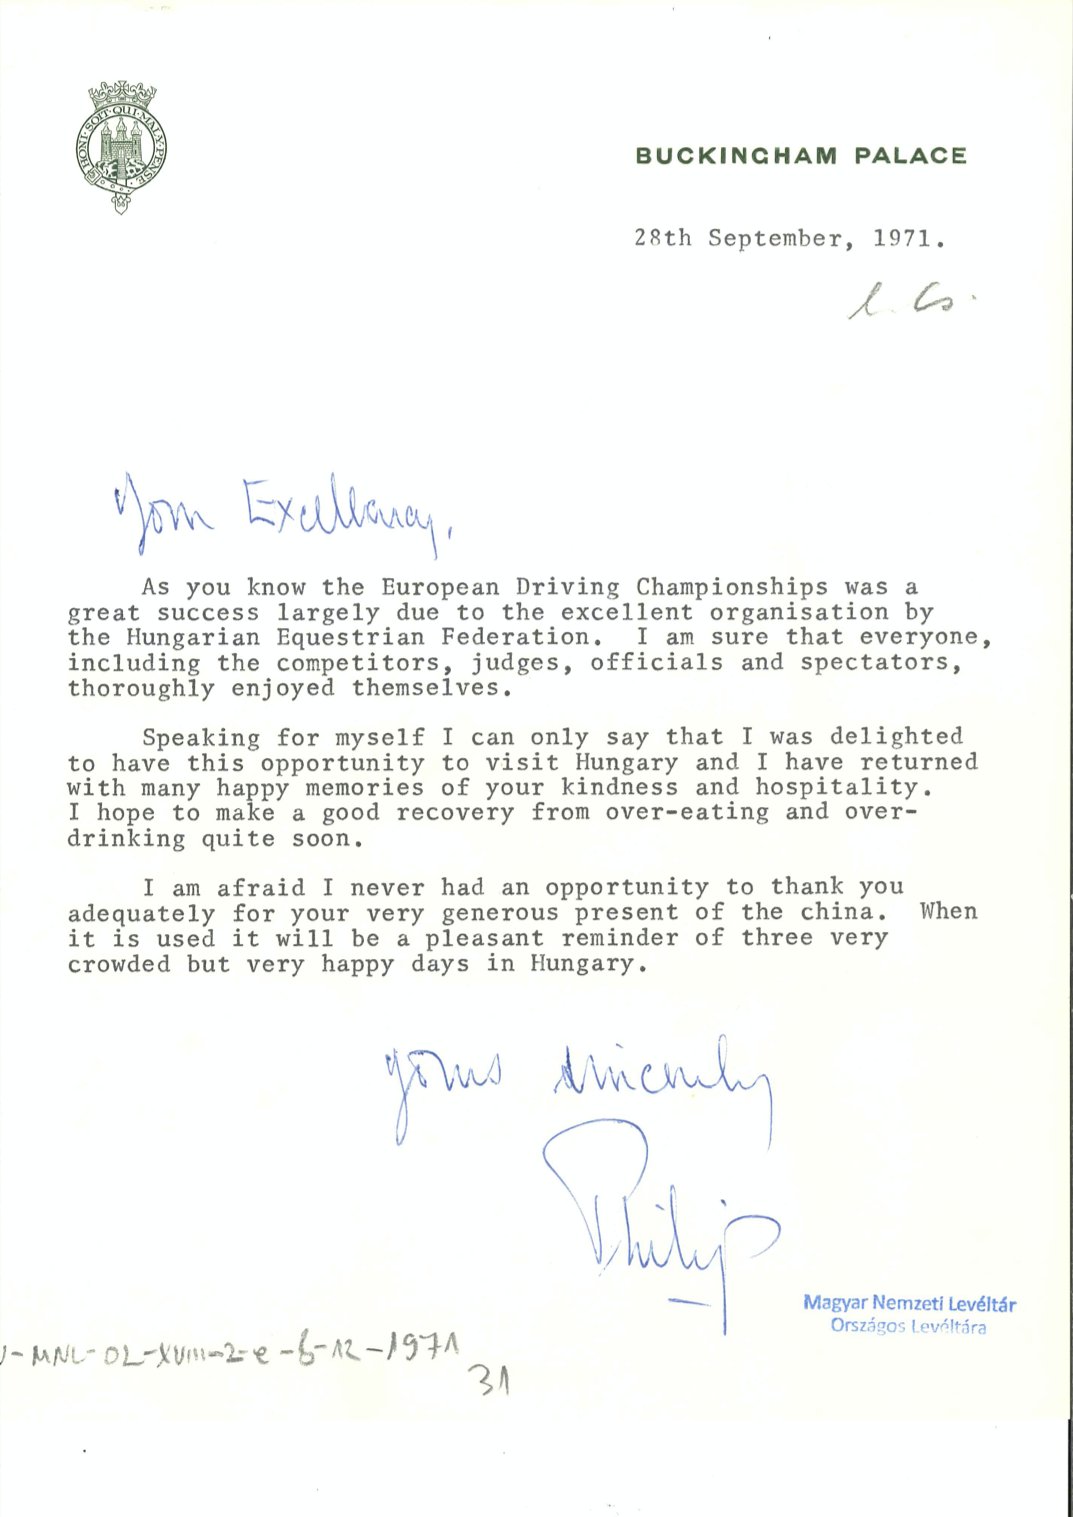 HONI·SOIT·QUI·MAL·Y·PENSE
BUCKINGHAM PALACE
28th September, 1971.
Your Excellency,
As you know the European Driving Championships was a
great success largely due to the excellent organisation by
the Hungarian Equestrian Federation. I am sure that everyone,
including the competitors, judges, officials and spectators,
thoroughly enjoyed themselves.
Speaking for myself I can only say that I was delighted
to have this opportunity to visit Hungary and I have returned
with many happy memories of your kindness and hospitality.
I hope to make a good recovery from over-eating and over-
drinking quite soon.
I am afraid I never had an opportunity to thank you
adequately for your very generous present of the china. When
it is used it will be a pleasant reminder of three very
crowded but very happy days in Hungary.
Yours sincerely
Philip
Magyar Nemzeti Levéltár
Országos Levéltára
-MNL-OL-XVIII-2-e-6-12-1971
31